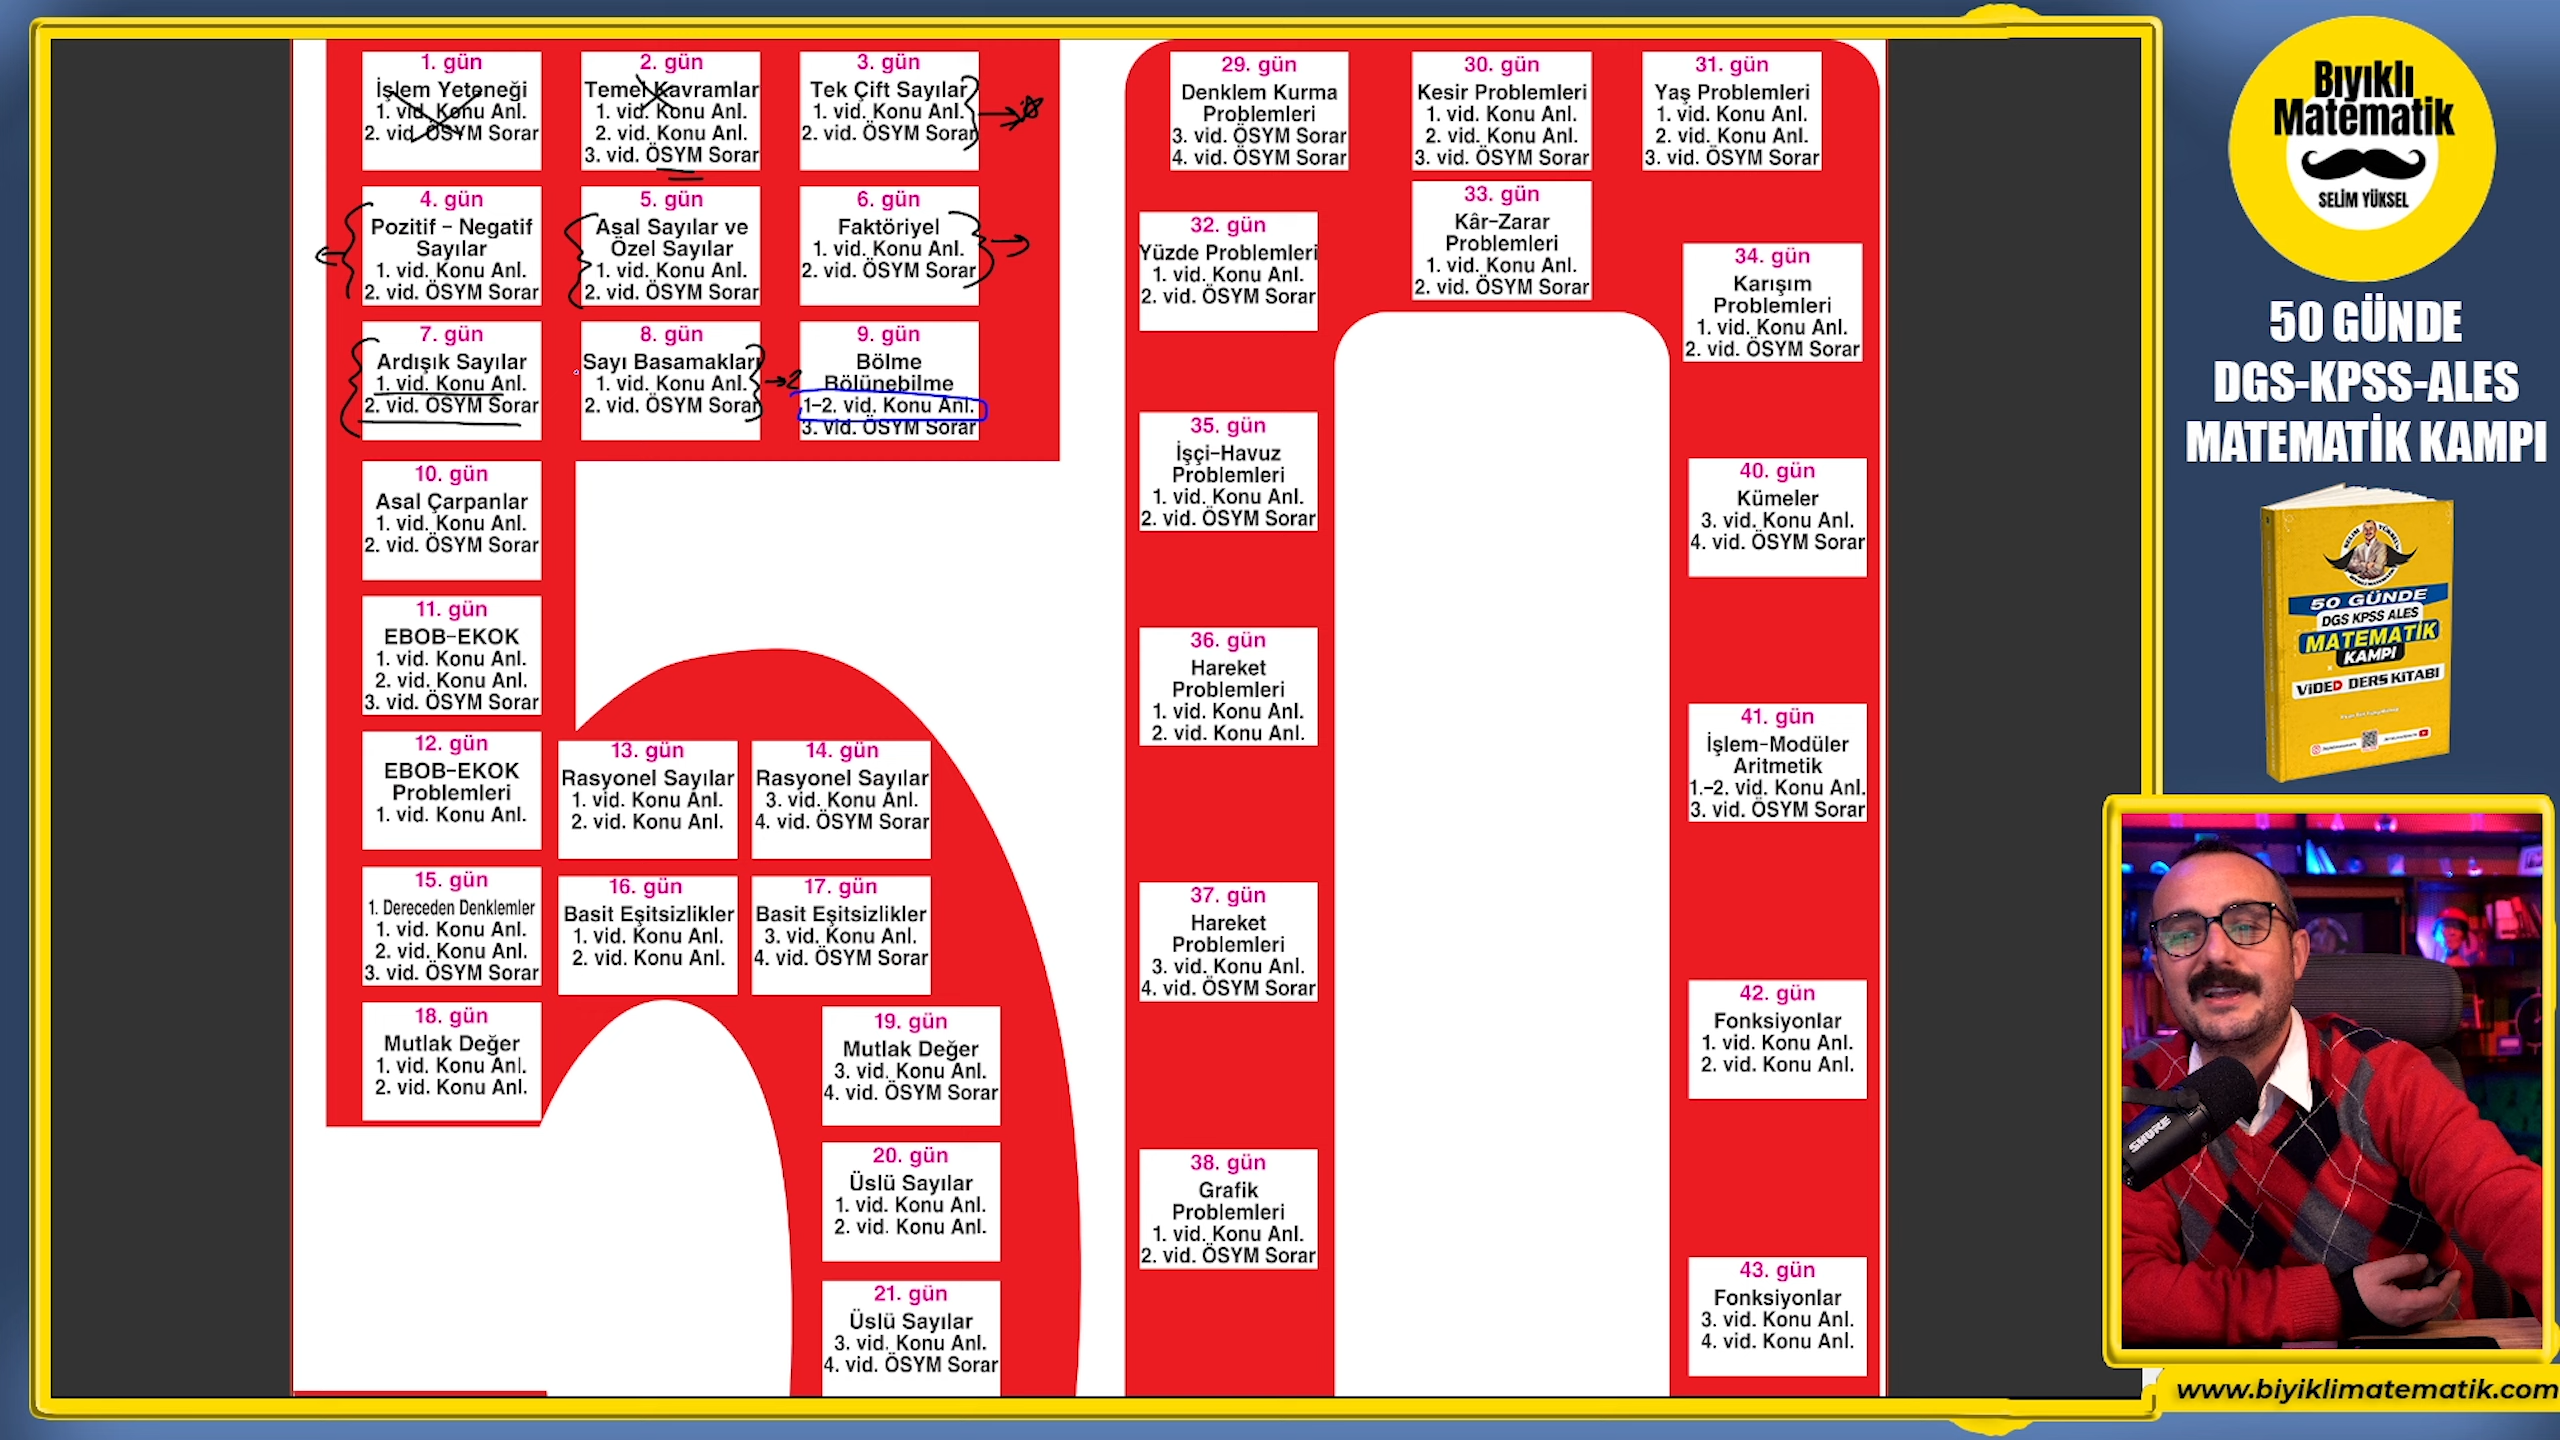 1. gün
İşlem Yeteneği
1. vid. Konu Anl.
2. vid. ÖSYM Sorar
2. gün
Temel Kavramlar
1. vid. Konu Anl.
2. vid. Konu Anl.
3. vid. ÖSYM Sorar
3. gün
Tek Çift Sayılar
1. vid. Konu Anl.
2. vid. ÖSYM Sorar
4. gün
Pozitif - Negatif
Sayılar
1. vid. Konu Anl.
2. vid. ÖSYM Sorar
5. gün
Asal Sayılar ve
Özel Sayılar
1. vid. Konu Anl.
2. vid. ÖSYM Sorar
6. gün
Faktöriyel
1. vid. Konu Anl.
2. vid. ÖSYM Sorar
7. gün
Ardışık Sayılar
1. vid. Konu Anl.
2. vid. ÖSYM Sorar
8. gün
Sayı Basamakları
1. vid. Konu Anl.
2. vid. ÖSYM Sorar
9. gün
Bölme
Bölünebilme
1-2. vid. Konu Anl.
3. vid. ÖSYM Sorar
10. gün
Asal Çarpanlar
1. vid. Konu Anl.
2. vid. ÖSYM Sorar
11. gün
EBOB-EKOK
1. vid. Konu Anl.
2. vid. Konu Anl.
3. vid. ÖSYM Sorar
12. gün
EBOB-EKOK
Problemleri
1. vid. Konu Anl.
13. gün
Rasyonel Sayılar
1. vid. Konu Anl.
2. vid. Konu Anl.
14. gün
Rasyonel Sayılar
3. vid. Konu Anl.
4. vid. ÖSYM Sorar
15. gün
1. Dereceden Denklemler
1. vid. Konu Anl.
2. vid. Konu Anl.
3. vid. ÖSYM Sorar
16. gün
Basit Eşitsizlikler
1. vid. Konu Anl.
2. vid. Konu Anl.
17. gün
Basit Eşitsizlikler
3. vid. Konu Anl.
4. vid. ÖSYM Sorar
18. gün
Mutlak Değer
1. vid. Konu Anl.
2. vid. Konu Anl.
19. gün
Mutlak Değer
3. vid. Konu Anl.
4. vid. ÖSYM Sorar
20. gün
Üslü Sayılar
1. vid. Konu Anl.
2. vid. Konu Anl.
21. gün
Üslü Sayılar
3. vid. Konu Anl.
4. vid. ÖSYM Sorar
29. gün
Denklem Kurma
Problemleri
3. vid. ÖSYM Sorar
4. vid. ÖSYM Sorar
30. gün
Kesir Problemleri
1. vid. Konu Anl.
2. vid. Konu Anl.
3. vid. ÖSYM Sorar
31. gün
Yaş Problemleri
1. vid. Konu Anl.
2. vid. Konu Anl.
3. vid. ÖSYM Sorar
32. gün
Yüzde Problemleri
1. vid. Konu Anl.
2. vid. ÖSYM Sorar
33. gün
Kâr-Zarar
Problemleri
1. vid. Konu Anl.
2. vid. ÖSYM Sorar
34. gün
Karışım
Problemleri
1. vid. Konu Anl.
2. vid. ÖSYM Sorar
35. gün
İşçi-Havuz
Problemleri
1. vid. Konu Anl.
2. vid. ÖSYM Sorar
36. gün
Hareket
Problemleri
1. vid. Konu Anl.
2. vid. Konu Anl.
37. gün
Hareket
Problemleri
3. vid. Konu Anl.
4. vid. ÖSYM Sorar
38. gün
Grafik
Problemleri
1. vid. Konu Anl.
2. vid. ÖSYM Sorar
40. gün
Kümeler
3. vid. Konu Anl.
4. vid. ÖSYM Sorar
41. gün
İşlem-Modüler
Aritmetik
1.-2. vid. Konu Anl.
3. vid. ÖSYM Sorar
42. gün
Fonksiyonlar
1. vid. Konu Anl.
2. vid. Konu Anl.
43. gün
Fonksiyonlar
3. vid. Konu Anl.
4. vid. Konu Anl.
Bıyıklı
Matematik
SELİM YÜKSEL
50 GÜNDE
DGS-KPSS-ALES
MATEMATİK KAMPI
50 GÜNDE
DGS KPSS ALES
MATEMATİK
KAMPI
VİDEO DERS KİTABI
SHURE
www.biyiklimatematik.com